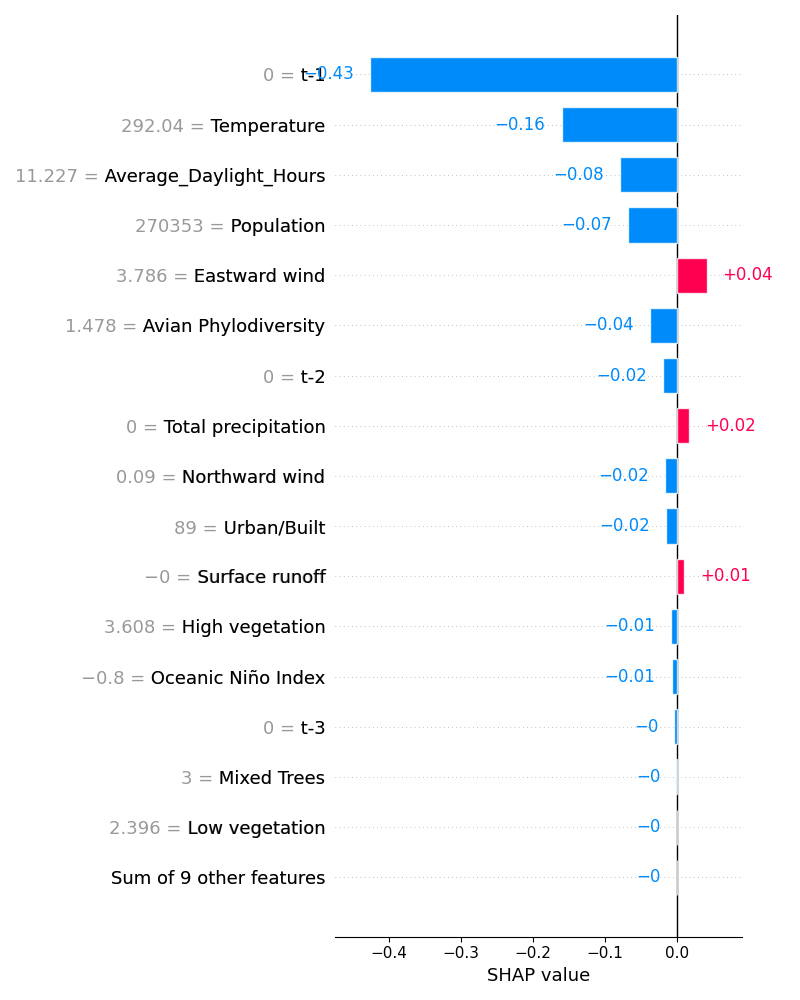 0 = t-1 −0.43
292.04 = Temperature −0.16
11.227 = Average_Daylight_Hours −0.08
270353 = Population −0.07
3.786 = Eastward wind +0.04
1.478 = Avian Phylodiversity −0.04
0 = t-2 −0.02
0 = Total precipitation +0.02
0.09 = Northward wind −0.02
89 = Urban/Built −0.02
−0 = Surface runoff +0.01
3.608 = High vegetation −0.01
−0.8 = Oceanic Niño Index −0.01
0 = t-3 −0
3 = Mixed Trees −0
2.396 = Low vegetation −0
Sum of 9 other features −0
−0.4 −0.3 −0.2 −0.1 0.0
SHAP value